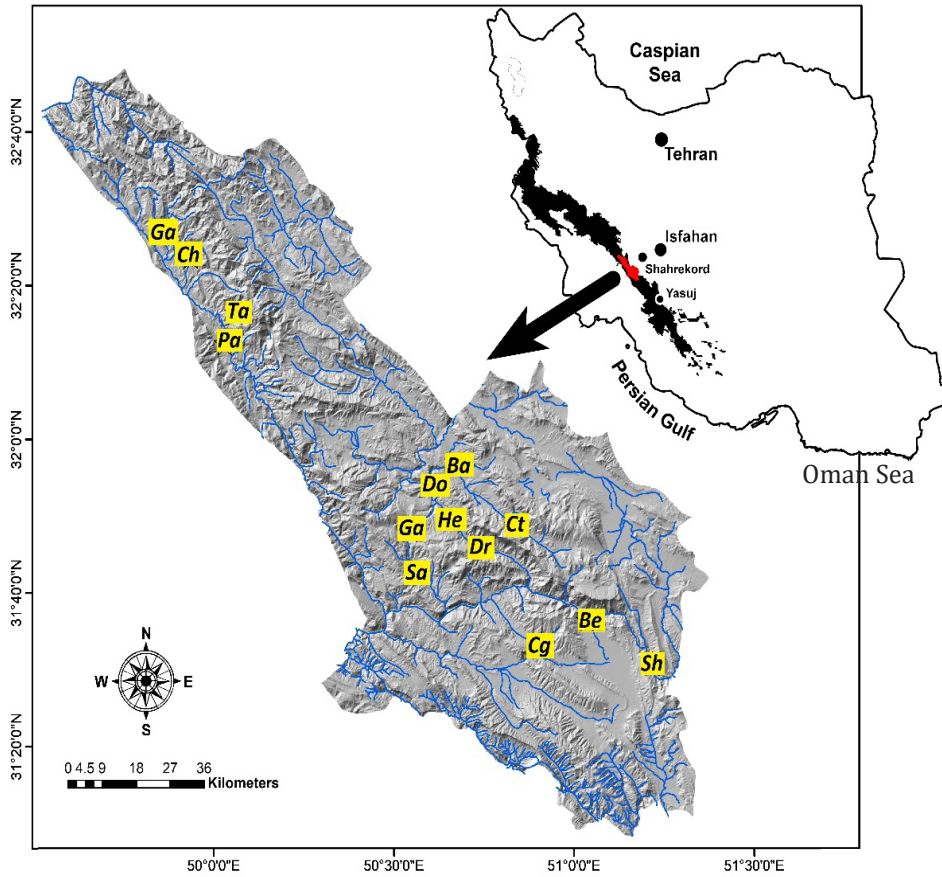 Caspian
Sea
Tehran
Isfahan
Shahrekord
Yasuj
Persian Gulf
Oman Sea
32°40'0"N
32°20'0"N
32°0'0"N
31°40'0"N
31°20'0"N
Ga
Ch
Ta
Pa
Ba
Do
He
Ga
Ct
Dr
Sa
Be
Cg
Sh
N
W E
S
0 4.5 9 18 27 36
Kilometers
50°0'0"E 50°30'0"E 51°0'0"E 51°30'0"E